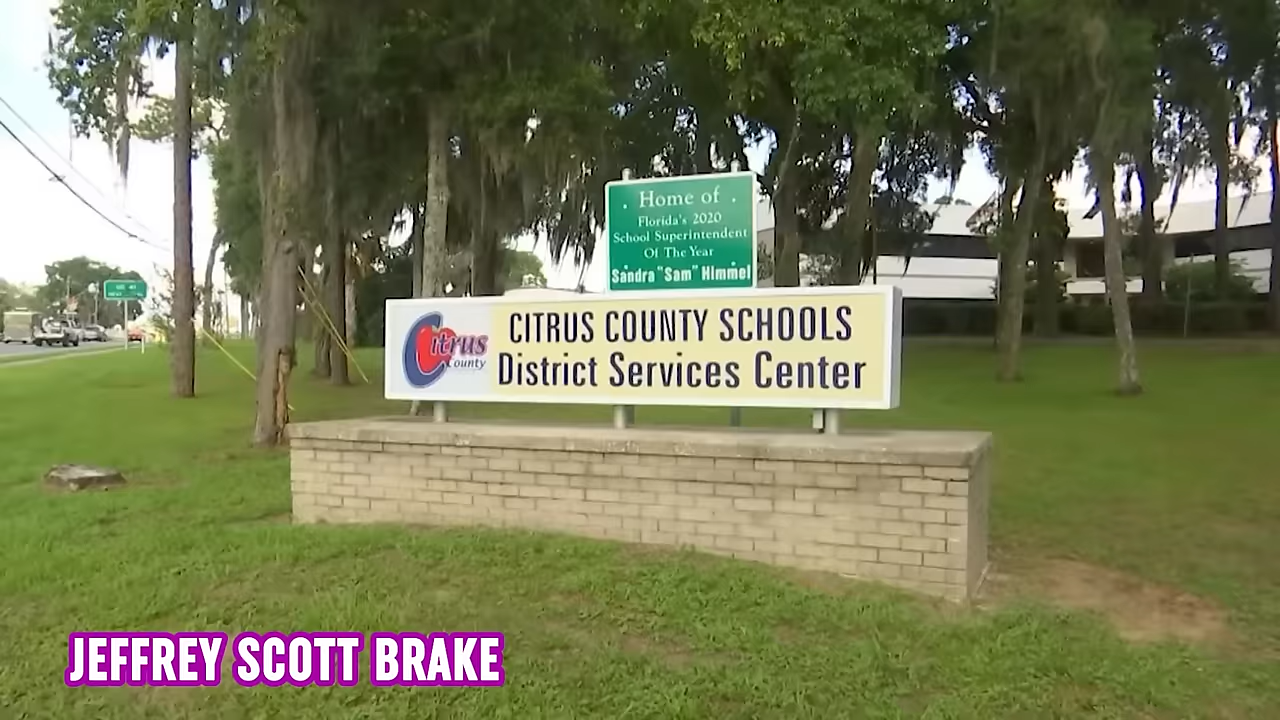 Home of
Florida's 2020
School Superintendent
Of The Year
Sandra "Sam" Himmel
Citrus
County
CITRUS COUNTY SCHOOLS
District Services Center
JEFFREY SCOTT BRAKE